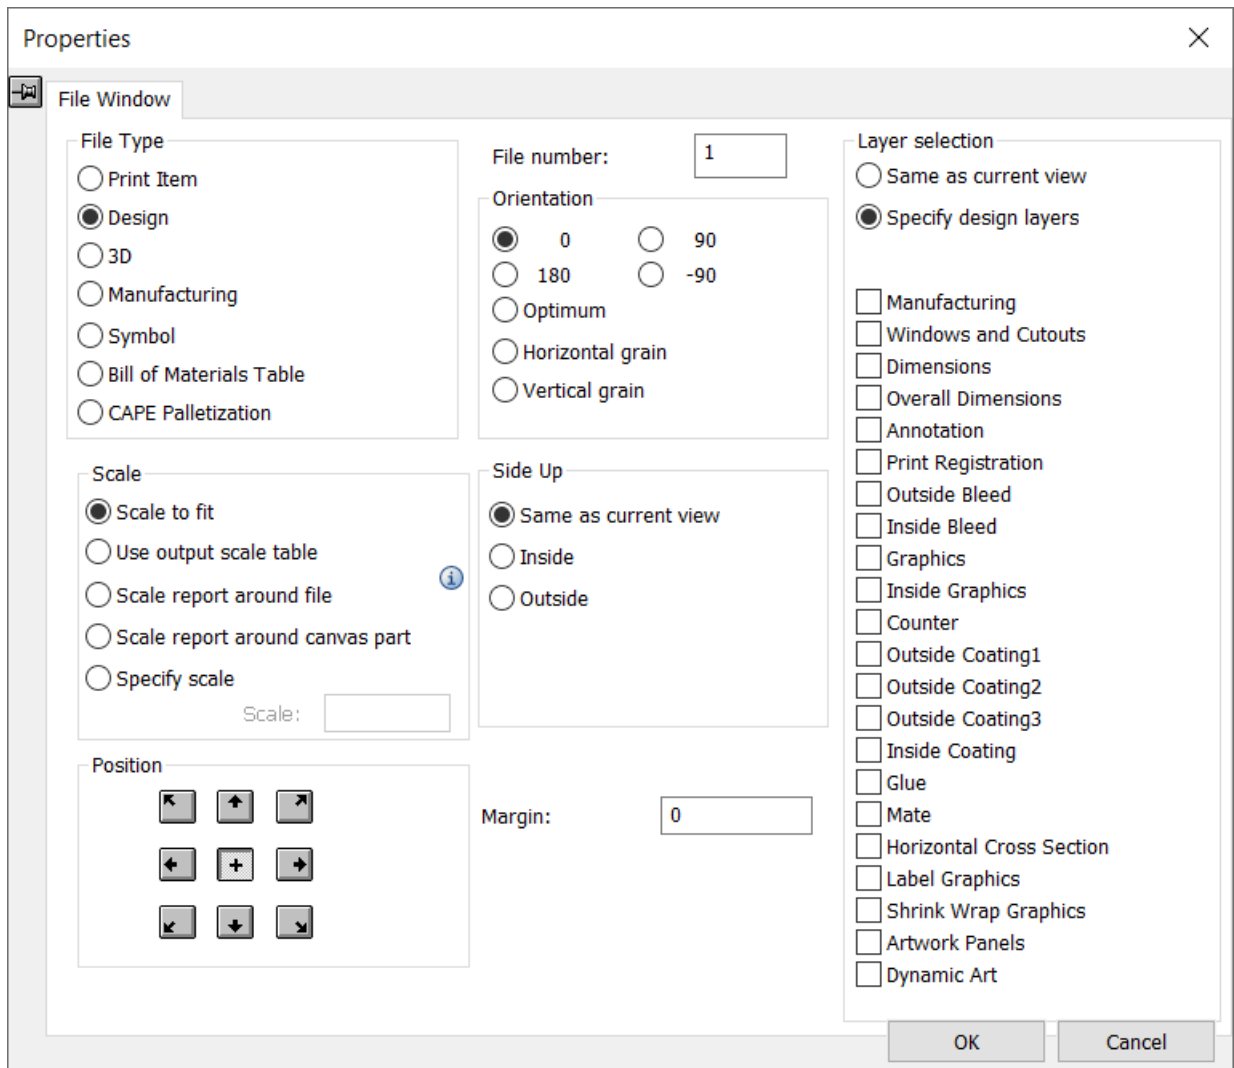 Properties
File Window
File Type
Print Item
Design
3D
Manufacturing
Symbol
Bill of Materials Table
CAPE Palletization
File number: 1
Orientation
0 90
180 -90
Optimum
Horizontal grain
Vertical grain
Scale
Scale to fit
Use output scale table
Scale report around file
Scale report around canvas part
Specify scale
Scale:
Side Up
Same as current view
Inside
Outside
Position
Margin: 0
Layer selection
Same as current view
Specify design layers
Manufacturing
Windows and Cutouts
Dimensions
Overall Dimensions
Annotation
Print Registration
Outside Bleed
Inside Bleed
Graphics
Inside Graphics
Counter
Outside Coating1
Outside Coating2
Outside Coating3
Inside Coating
Glue
Mate
Horizontal Cross Section
Label Graphics
Shrink Wrap Graphics
Artwork Panels
Dynamic Art
OK Cancel